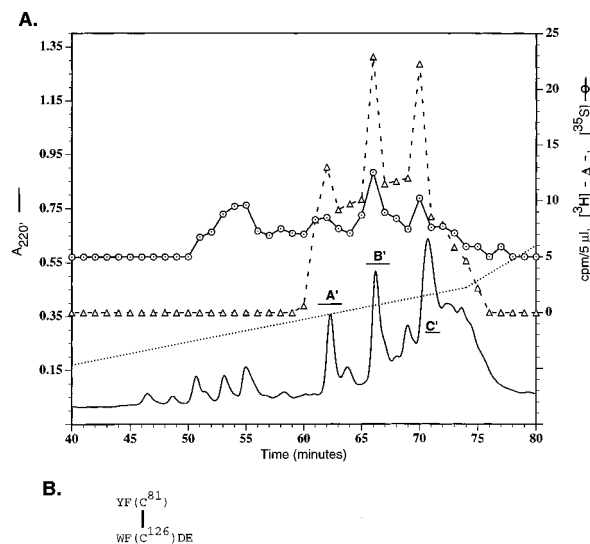 A.
1.35
1.15
0.95
0.75
0.55
0.35
0.15
A220'
25
20
15
10
5
0
cpm/5 µl, [3H] - Δ -, [35S] -o-
A'
B'
C'
40 45 50 55 60 65 70 75 80
Time (minutes)
B.
YF(C81)
WF(C126)DE